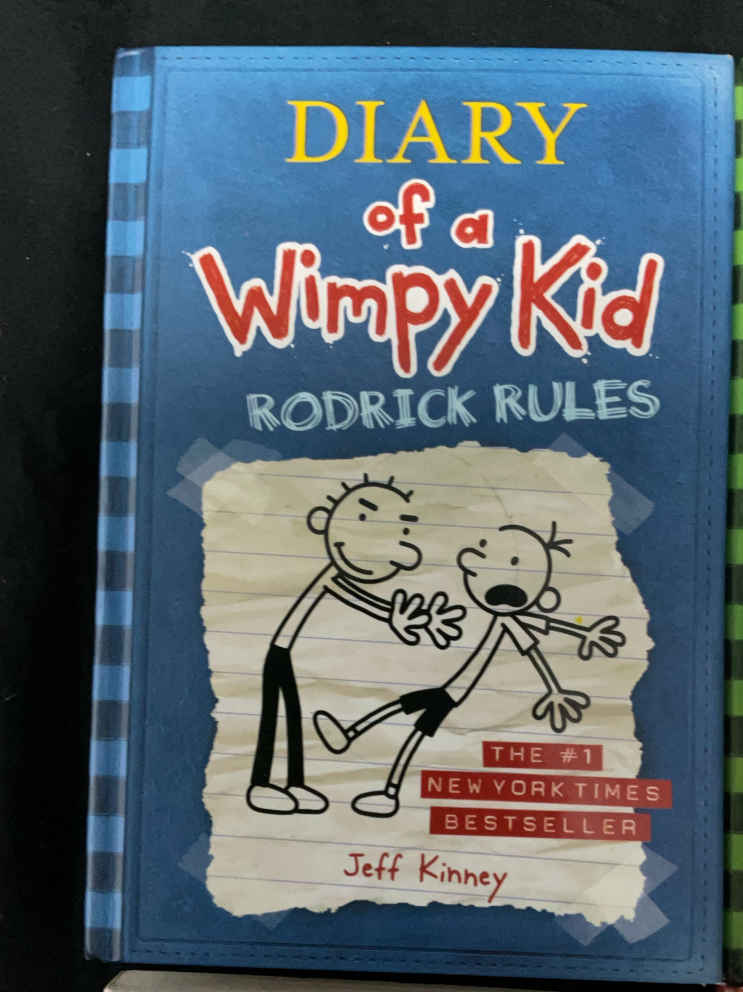 DIARY
of a
Wimpy Kid
RODRICK RULES
THE #1
NEW YORK TIMES
BESTSELLER
Jeff Kinney